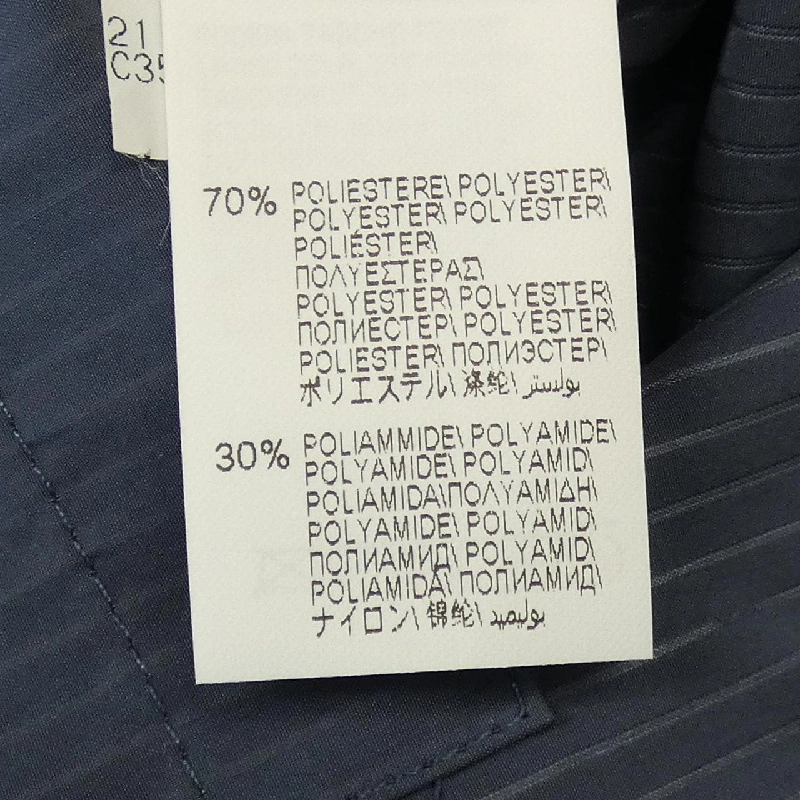 21
C35
70% POLIESTERE\ POLYESTER\
POLYESTER\ POLYESTER\
POLIÉSTER\
ΠΟΛΥΕΣΤΕΡΑΣ\
POLYESTER\ POLYESTER\
ПОЛИЕСТЕР\ POLYESTER\
POLIESTER\ ПОЛИЭСТЕР\
ポリエステル\ 涤纶\ بوليستر
30% POLIAMMIDE\ POLYAMIDE\
POLYAMIDE\ POLYAMID\
POLIAMIDA\ΠΟΛΥΑΜΙΔΗ\
POLYAMIDE\ POLYAMID\
ПОЛИАМИД\ POLYAMID\
POLIAMIDA\ ПОЛИАМИД\
ナイロン\ 锦纶\ بوليميد